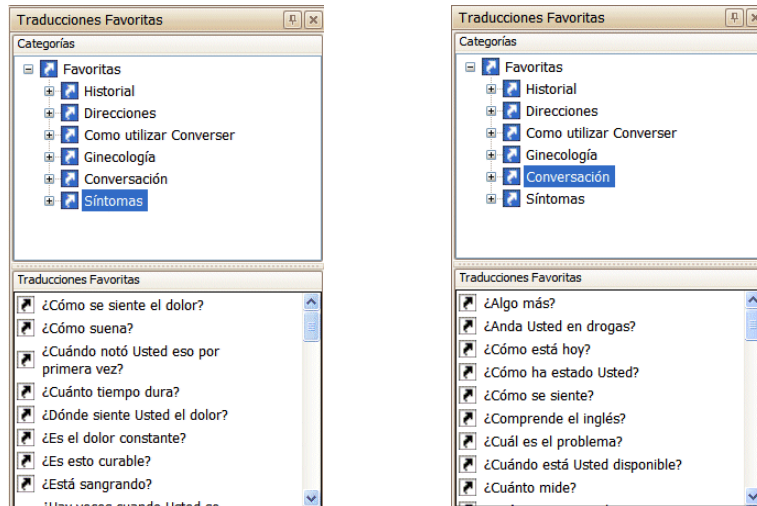 Traducciones Favoritas
Categorías
Favoritas
Historial
Direcciones
Como utilizar Converser
Ginecología
Conversación
Síntomas
Traducciones Favoritas
¿Cómo se siente el dolor?
¿Cómo suena?
¿Cuándo notó Usted eso por
primera vez?
¿Cuánto tiempo dura?
¿Dónde siente Usted el dolor?
¿Es el dolor constante?
¿Es esto curable?
¿Está sangrando?
Traducciones Favoritas
Categorías
Favoritas
Historial
Direcciones
Como utilizar Converser
Ginecología
Conversación
Síntomas
Traducciones Favoritas
¿Algo más?
¿Anda Usted en drogas?
¿Cómo está hoy?
¿Cómo ha estado Usted?
¿Cómo se siente?
¿Comprende el inglés?
¿Cuál es el problema?
¿Cuándo está Usted disponible?
¿Cuánto mide?